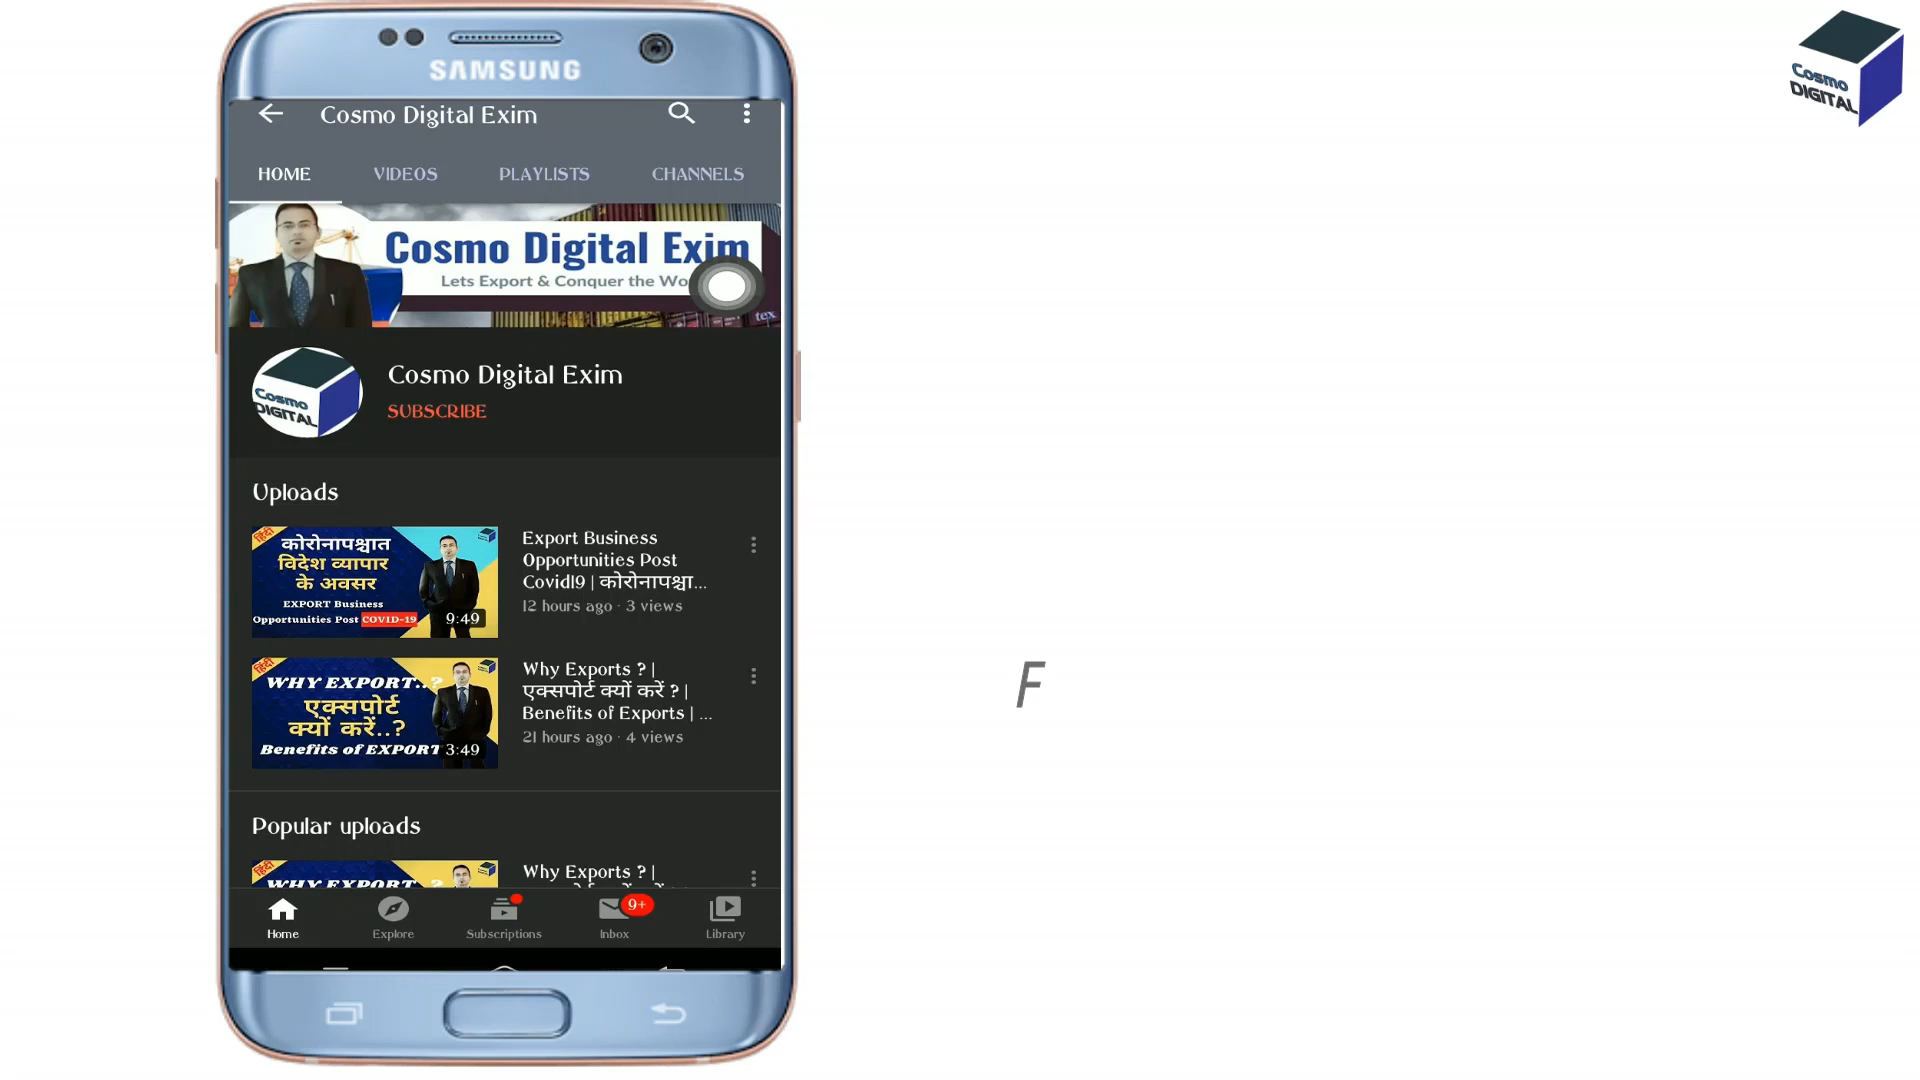 SAMSUNG
Cosmo Digital Exim
HOME VIDEOS PLAYLISTS CHANNELS
Cosmo Digital Exim
Lets Export & Conquer the Wo
tex
Cosmo
DIGITAL
Cosmo Digital Exim
SUBSCRIBE
Uploads
हिंदी
कोरोनापश्चात
विदेश व्यापार
के अवसर
EXPORT Business
Opportunities Post COVID-19
9:49
Export Business
Opportunities Post
Covid19 | कोरोनापश्चा...
12 hours ago · 3 views
हिंदी
WHY EXPORT..?
एक्सपोर्ट
क्यों करें..?
Benefits of EXPORT
3:49
Why Exports ? |
एक्सपोर्ट क्यों करें ? |
Benefits of Exports | ...
21 hours ago · 4 views
Popular uploads
हिंदी
WHY EXPORT..?
Why Exports ? |
Home Explore Subscriptions Inbox Library
9+
F
Cosmo
DIGITAL